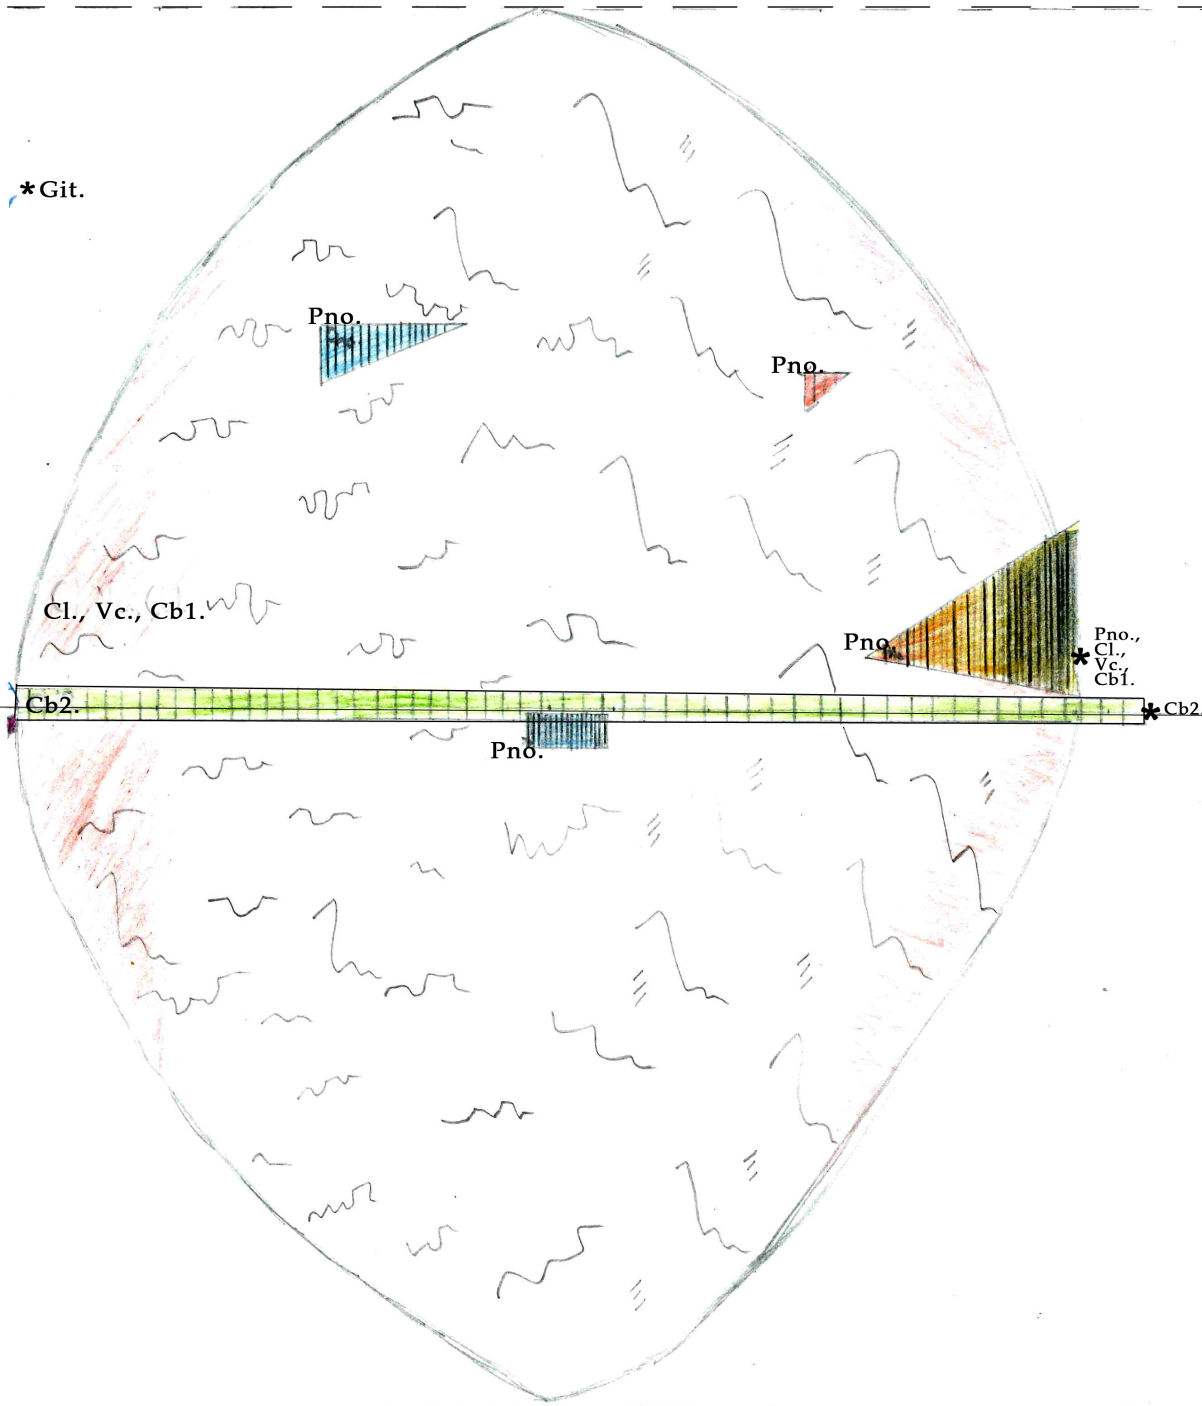 *Git.
Pno.
Pno.
Cl., Vc., Cb1.
Pno.
Pno.,
Cl.,
Vc.,
Cb1.
*
Cb2.
*Cb2
Pno.